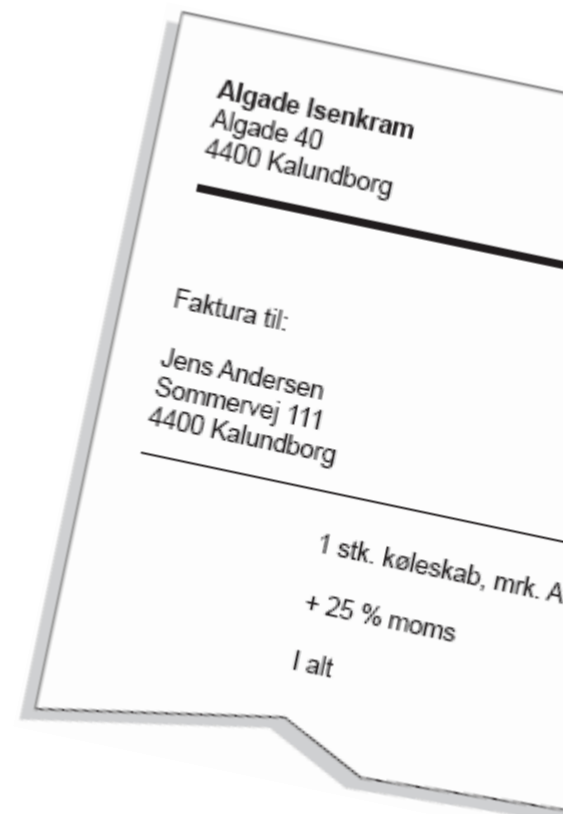 Algade Isenkram
Algade 40
4400 Kalundborg
Faktura til:
Jens Andersen
Sommervej 111
4400 Kalundborg
1 stk. køleskab, mrk. A
+ 25 % moms
I alt